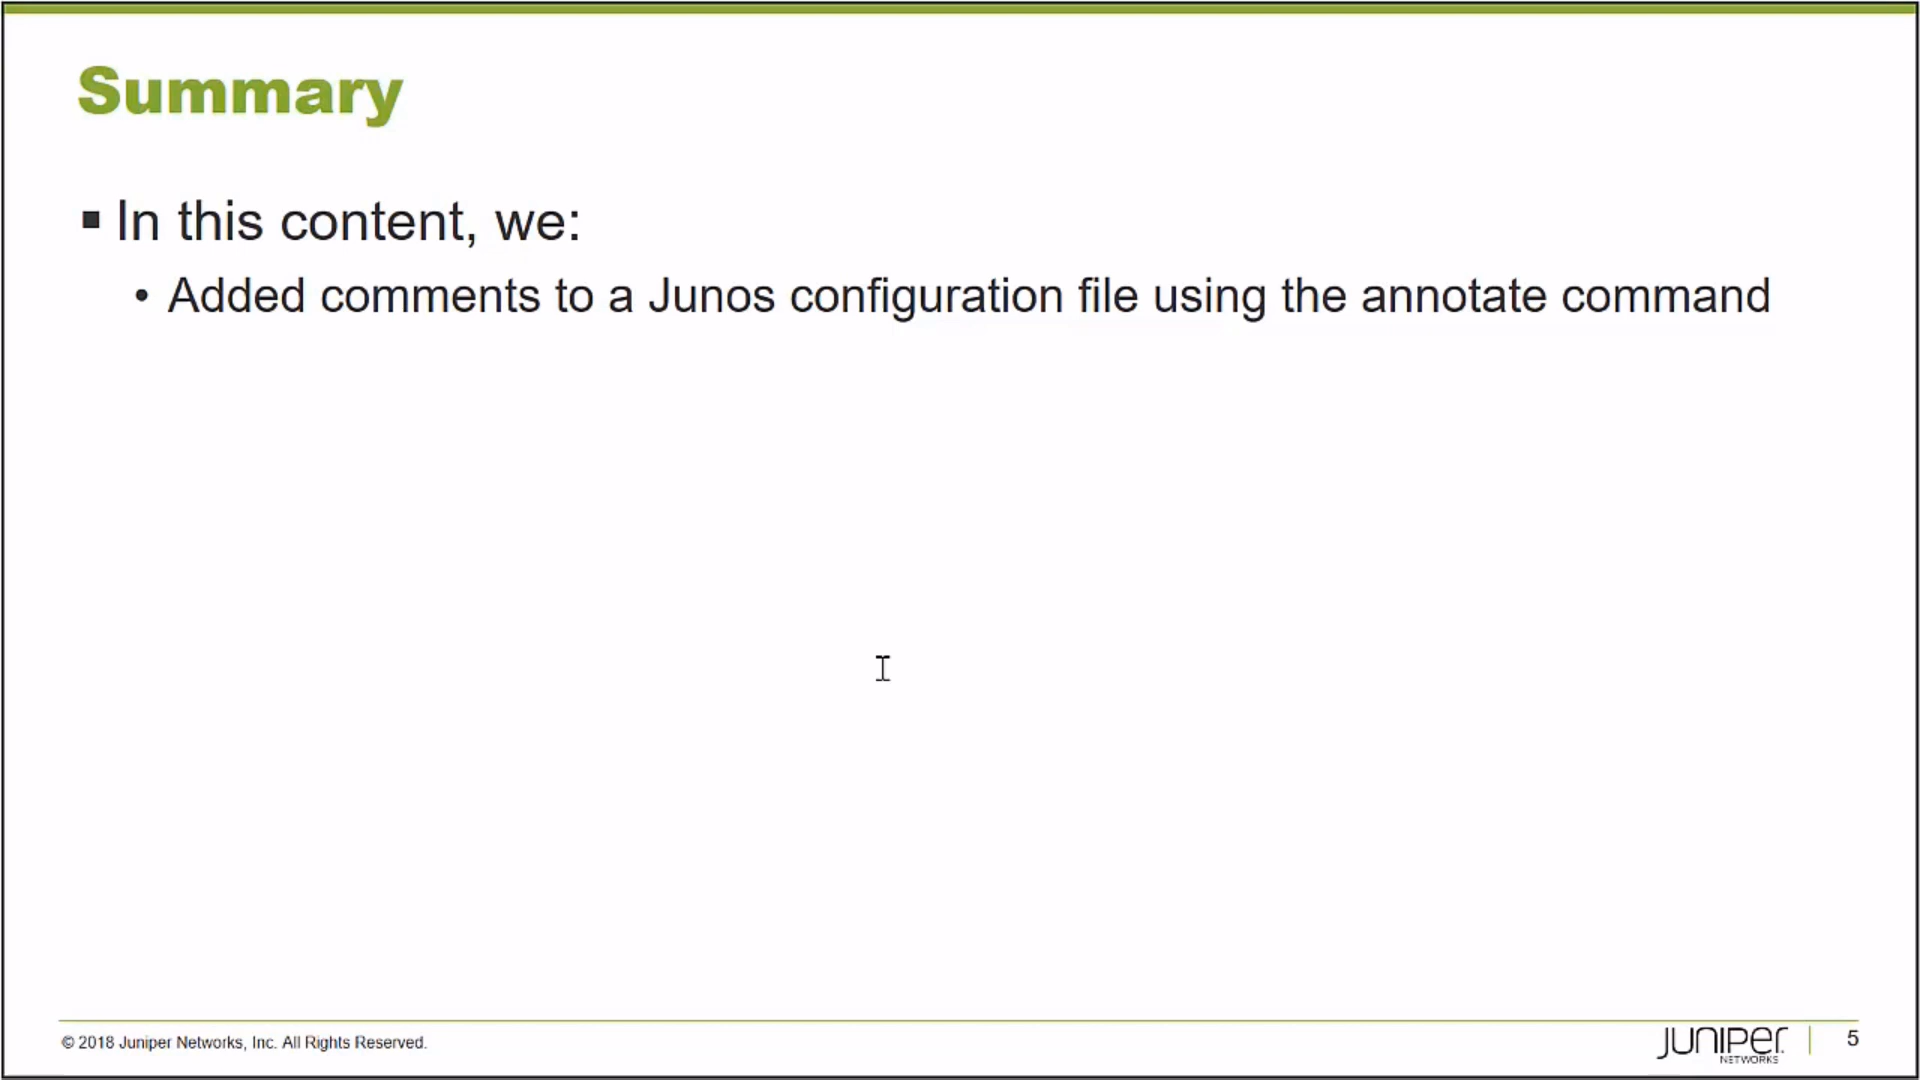 Summary
▪ In this content, we:
• Added comments to a Junos configuration file using the annotate command
© 2018 Juniper Networks, Inc. All Rights Reserved.
JUNIPer
NETWORKS
5